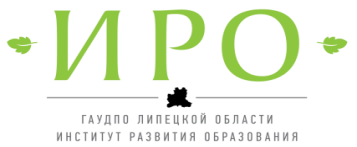 ИРО
ГАУДПО ЛИПЕЦКОЙ ОБЛАСТИ
ИНСТИТУТ РАЗВИТИЯ ОБРАЗОВАНИЯ